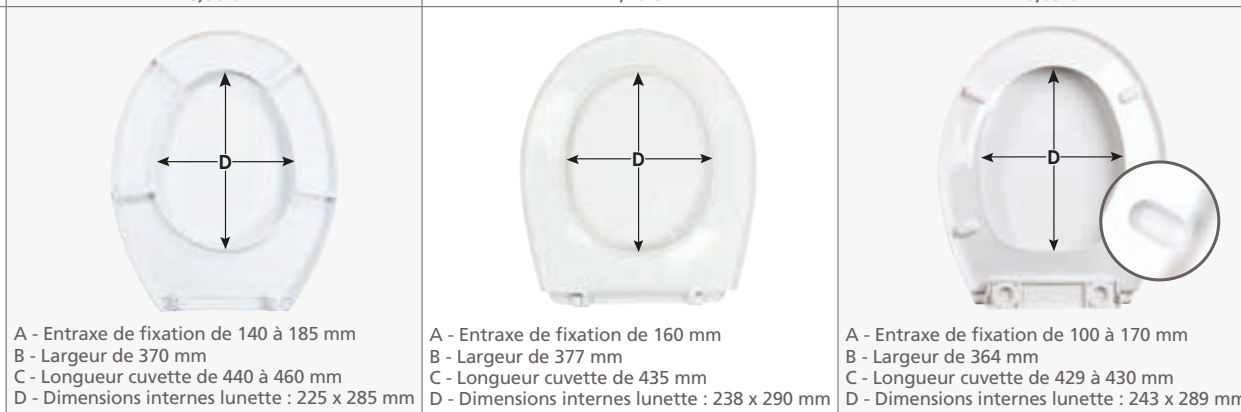 D
D
D
A - Entraxe de fixation de 140 à 185 mm
B - Largeur de 370 mm
C - Longueur cuvette de 440 à 460 mm
D - Dimensions internes lunette : 225 x 285 mm
A - Entraxe de fixation de 160 mm
B - Largeur de 377 mm
C - Longueur cuvette de 435 mm
D - Dimensions internes lunette : 238 x 290 mm
A - Entraxe de fixation de 100 à 170 mm
B - Largeur de 364 mm
C - Longueur cuvette de 429 à 430 mm
D - Dimensions internes lunette : 243 x 289 mm